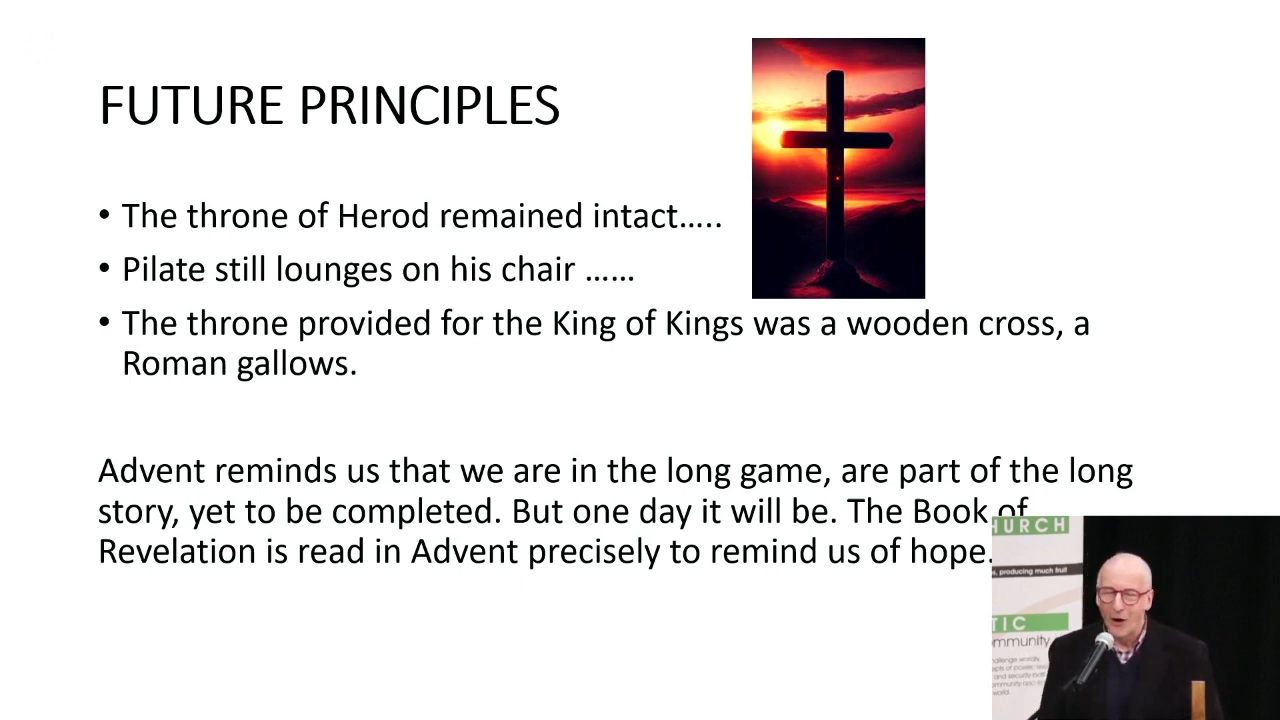 FUTURE PRINCIPLES
• The throne of Herod remained intact…..
• Pilate still lounges on his chair ……
• The throne provided for the King of Kings was a wooden cross, a
Roman gallows.
Advent reminds us that we are in the long game, are part of the long
story, yet to be completed. But one day it will be. The Book of
Revelation is read in Advent precisely to remind us of hope.
HURCH
, producing much fruit
TIC
mmunity